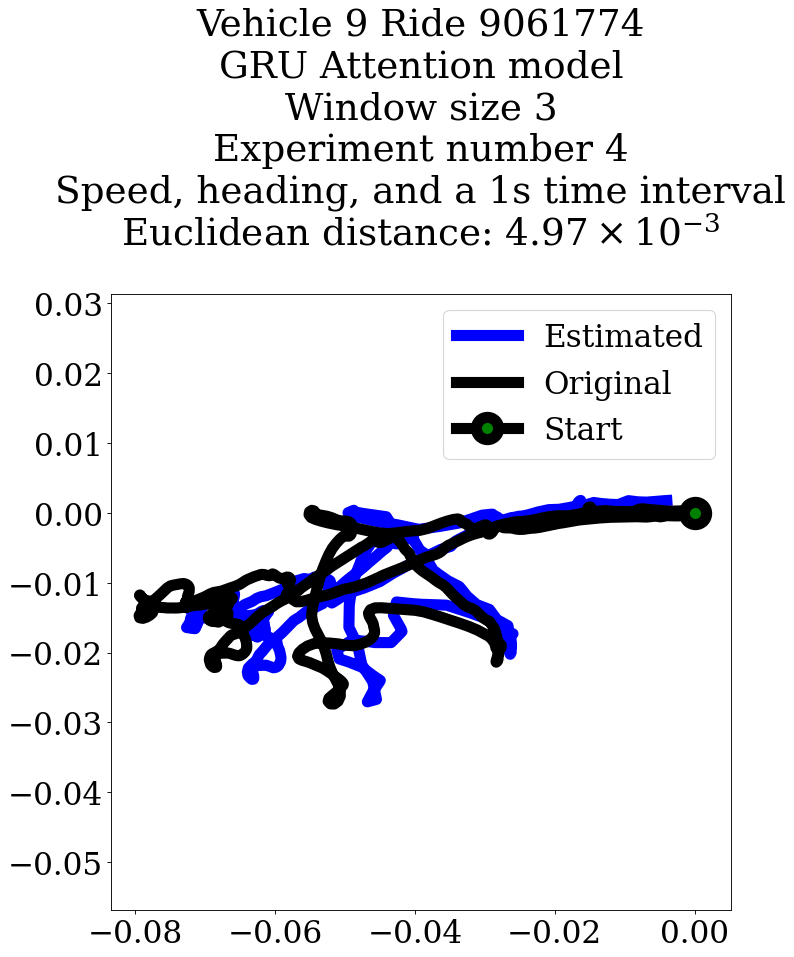 Vehicle 9 Ride 9061774
GRU Attention model
Window size 3
Experiment number 4
Speed, heading, and a 1s time interval
Euclidean distance: 4.97 × 10⁻³
Estimated
Original
Start
0.03
0.02
0.01
0.00
−0.01
−0.02
−0.03
−0.04
−0.05
−0.08 −0.06 −0.04 −0.02 0.00